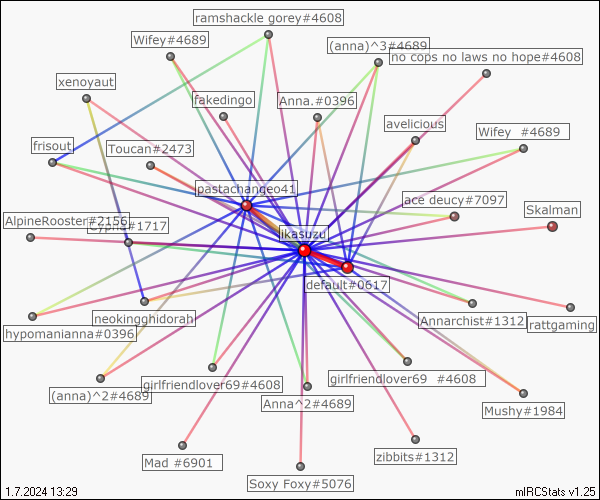 ramshackle gorey#4608
Wifey#4689
(anna)^3#4689
no cops no laws no hope#4608
xenoyaut
fakedingo
Anna.#0396
avelicious
Wifey #4689
frisout
Toucan#2473
pastachangeo41
ace deucy#7097
Skalman
AlpineRooster#2156
#1717
ikasuzu
default#0617
neokingghidorah
Annarchist#1312
rattgaming
hypomanianna#0396
(anna)^2#4689
girlfriendlover69#4608
girlfriendlover69 #4608
Anna^2#4689
Mushy#1984
Mad #6901
zibbits#1312
Soxy Foxy#5076
1.7.2024 13:29
mIRCStats v1.25